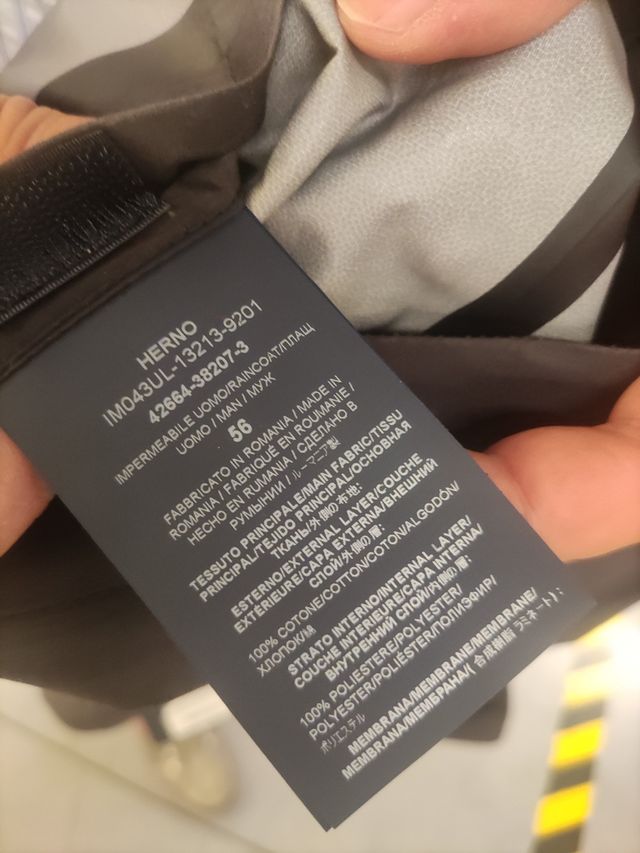 HERNO
IM043UL-13213-9201
42664-38207-3
IMPERMEABILE UOMO/RAINCOAT/ПЛАЩ
UOMO / MAN / МУЖ
56
FABBRICATO IN ROMANIA / MADE IN
ROMANIA / FABRIQUÉ EN ROUMANIE /
HECHO EN RUMANIA / СДЕЛАНО В
РУМЫНИИ / ルーマニア製
TESSUTO PRINCIPALE/MAIN FABRIC/TISSU
PRINCIPAL/TEJIDO PRINCIPAL/ОСНОВНАЯ
ТКАНЬ/外側の布地:
ESTERNO/EXTERNAL LAYER/COUCHE
EXTÉRIEURE/CAPA EXTERNA/ВНЕШНИЙ
СЛОЙ/外側の層:
100% COTONE/COTTON/COTON/ALGODÓN/
ХЛОПОК/綿
STRATO INTERNO/INTERNAL LAYER/
COUCHE INTERIEURE/CAPA INTERNA/
ВНУТРЕННИЙ СЛОЙ/内側の層:
100% POLIESTERE/POLYESTER/
POLYESTER/POLIÉSTER/ПОЛИЭФИР/
ポリエステル
MEMBRANA/MEMBRANE/MEMBRANE/
MEMBRANA/МЕМБРАНА/( 合成樹脂 ラミネート):